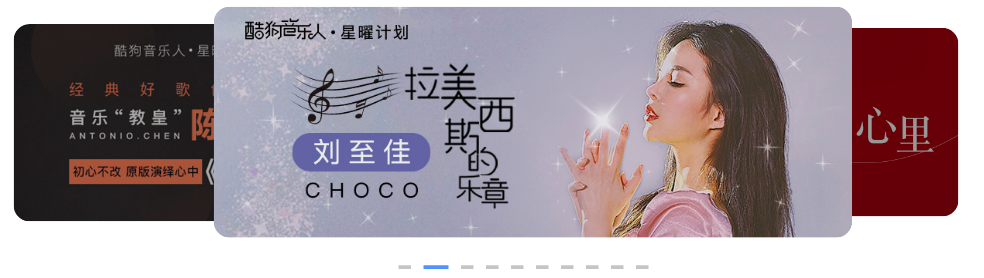 酷狗音乐人·星
经典好歌
音乐“教皇”陈
ANTONIO.CHEN
初心不改 原版演绎心中《
酷狗音乐人·星曜计划
拉美西斯的乐章
刘至佳
CHOCO
心里